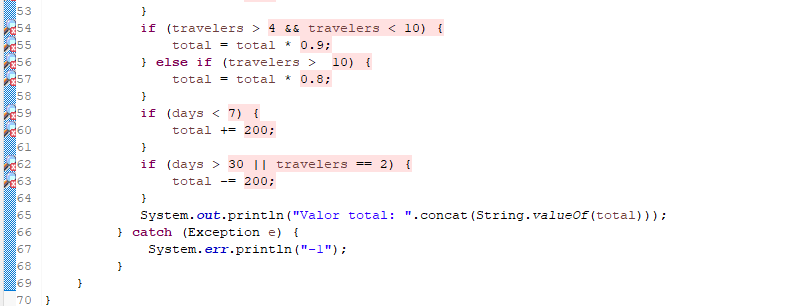 53 }
54 if (travelers > 4 && travelers < 10) {
55 total = total * 0.9;
56 } else if (travelers >  10) {
57 total = total * 0.8;
58 }
59 if (days < 7) {
60 total += 200;
61 }
62 if (days > 30 || travelers == 2) {
63 total -= 200;
64 }
65 System.out.println("Valor total: ".concat(String.valueOf(total)));
66 } catch (Exception e) {
67 System.err.println("-1");
68 }
69 }
70 }